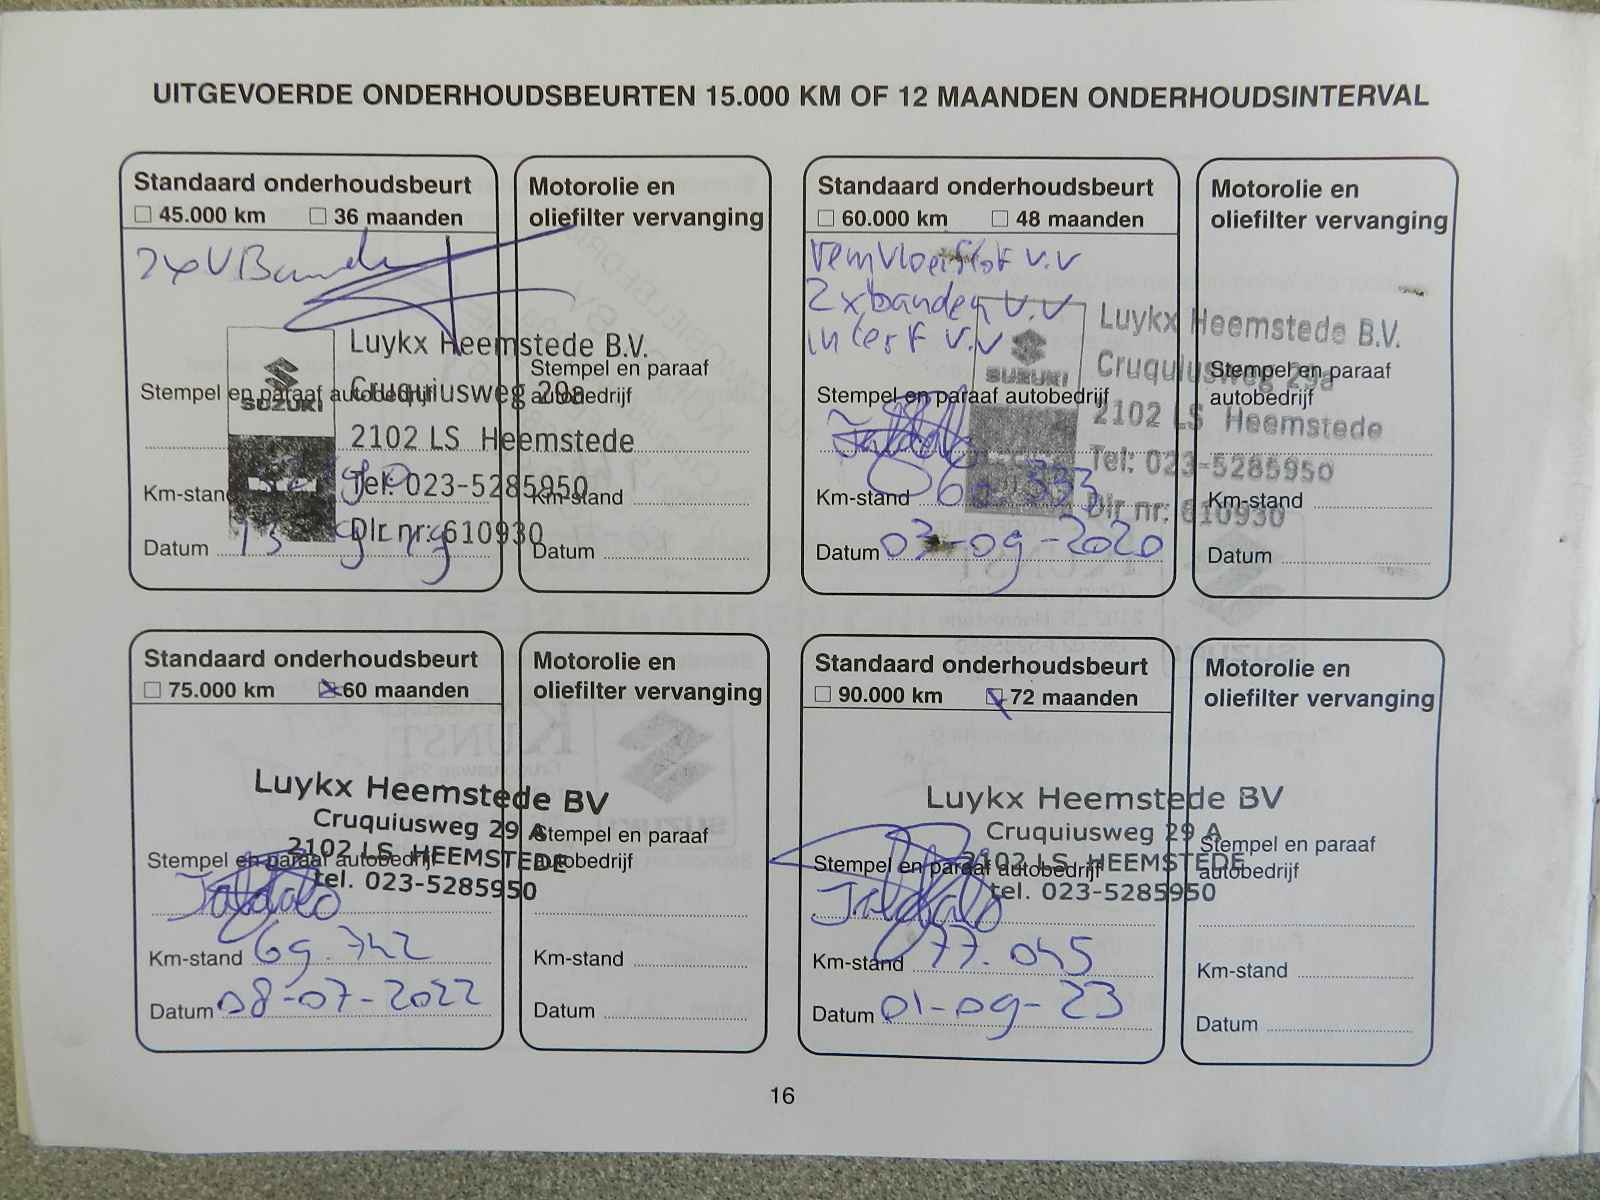 UITGEVOERDE ONDERHOUDSBEURTEN 15.000 KM OF 12 MAANDEN ONDERHOUDSINTERVAL
Standaard onderhoudsbeurt
45.000 km 36 maanden
2x V Banden
Luykx Heemstede B.V.
Cruquiusweg 29a
SUZUKI
2102 LS Heemstede
Tel: 023-5285950
Dlr. nr: 610930
Stempel en paraaf autobedrijf
Km-stand
Datum 13 9 19
Motorolie en
oliefilter vervanging
Stempel en paraaf
autobedrijf
Km-stand
Datum
Standaard onderhoudsbeurt
60.000 km 48 maanden
remvloeistof v.v
2x banden v.v
interf v.v
Luykx Heemstede B.V.
SUZUKI
Cruquiusweg 29a
2102 LS Heemstede
Tel: 023-5285950
Dlr. nr: 610930
Stempel en paraaf autobedrijf
Km-stand 60.333
Datum 03-09-2020
Motorolie en
oliefilter vervanging
Stempel en paraaf
autobedrijf
Km-stand
Datum
Standaard onderhoudsbeurt
75.000 km 60 maanden
Luykx Heemstede BV
Cruquiusweg 29 A
2102 LS HEEMSTEDE
tel. 023-5285950
Stempel en paraaf autobedrijf
Km-stand 69.742
Datum 08-07-2022
Motorolie en
oliefilter vervanging
Stempel en paraaf
autobedrijf
Km-stand
Datum
Standaard onderhoudsbeurt
90.000 km 72 maanden
Luykx Heemstede BV
Cruquiusweg 29 A
2102 LS HEEMSTEDE
tel. 023-5285950
Stempel en paraaf autobedrijf
Km-stand 77.045
Datum 01-09-23
Motorolie en
oliefilter vervanging
Stempel en paraaf
autobedrijf
Km-stand
Datum
16